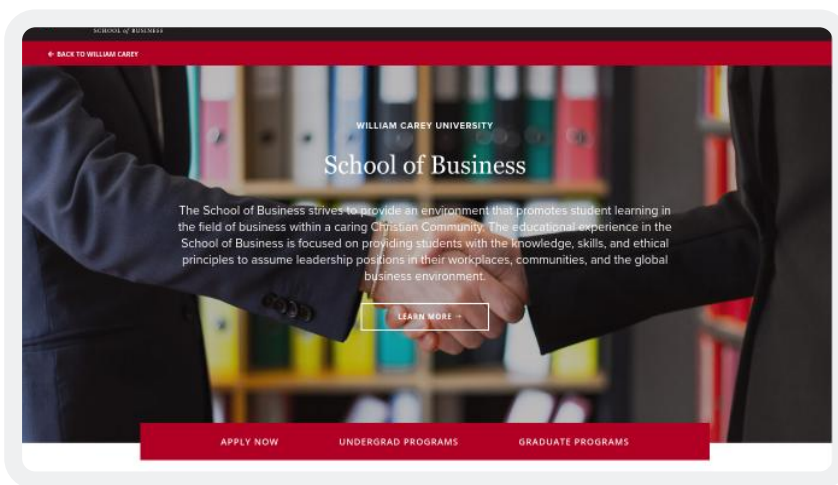 SCHOOL of BUSINESS
← BACK TO WILLIAM CAREY
WILLIAM CAREY UNIVERSITY
School of Business
The School of Business strives to provide an environment that promotes student learning in
the field of business within a caring Christian Community. The educational experience in the
School of Business is focused on providing students with the knowledge, skills, and ethical
principles to assume leadership positions in their workplaces, communities, and the global
business environment.
LEARN MORE →
APPLY NOW UNDERGRAD PROGRAMS GRADUATE PROGRAMS